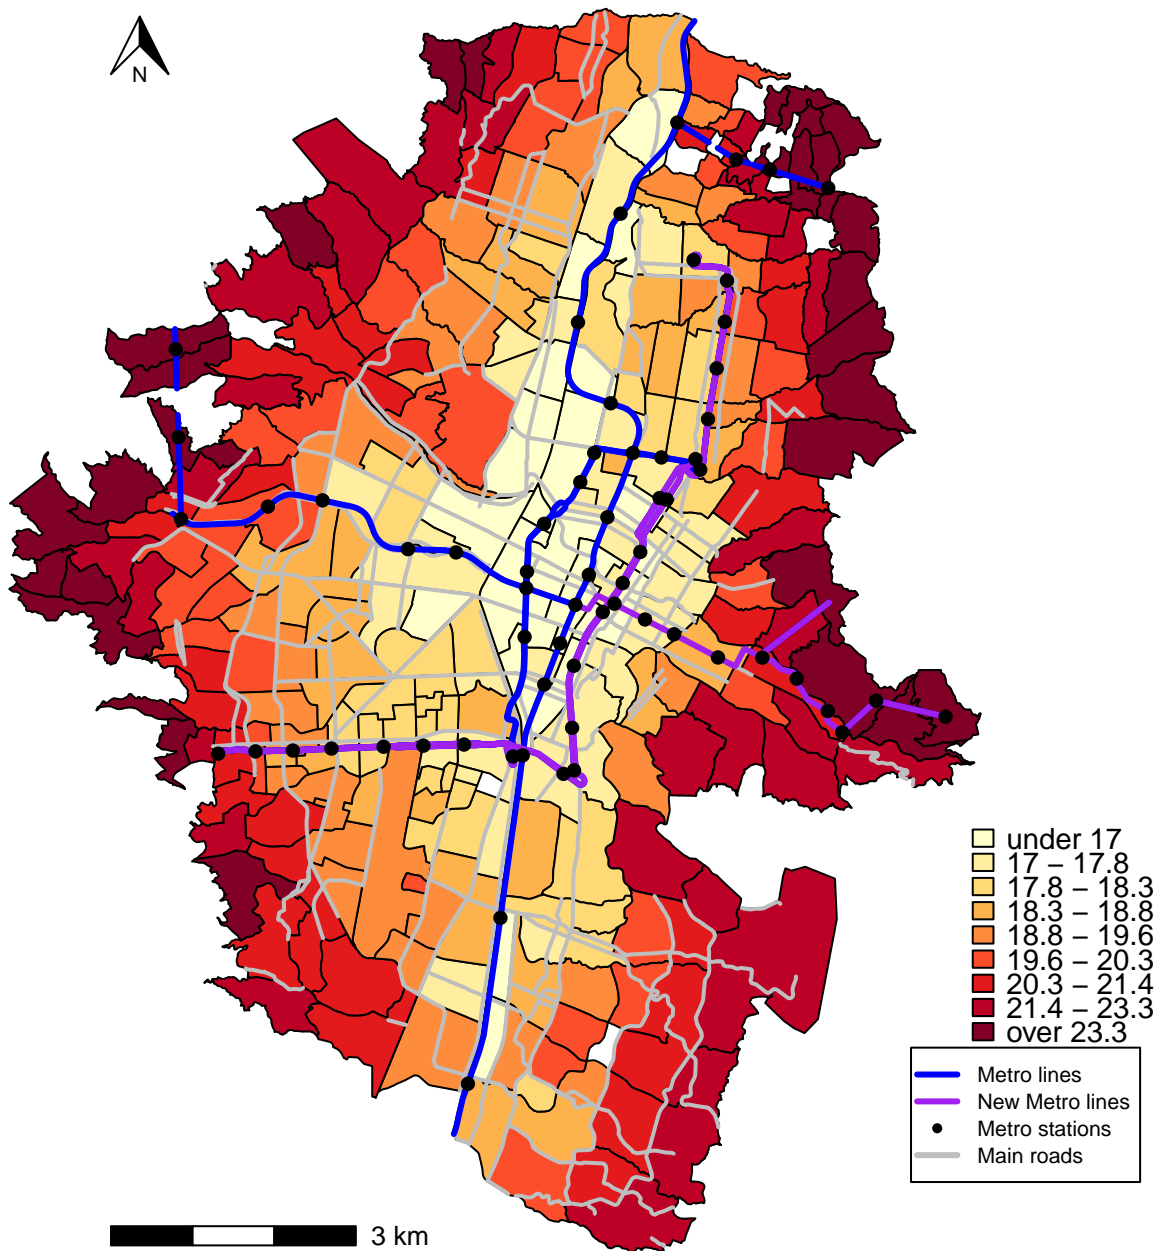 N
under 17
17 – 17.8
17.8 – 18.3
18.3 – 18.8
18.8 – 19.6
19.6 – 20.3
20.3 – 21.4
21.4 – 23.3
over 23.3
Metro lines
New Metro lines
Metro stations
Main roads
3 km